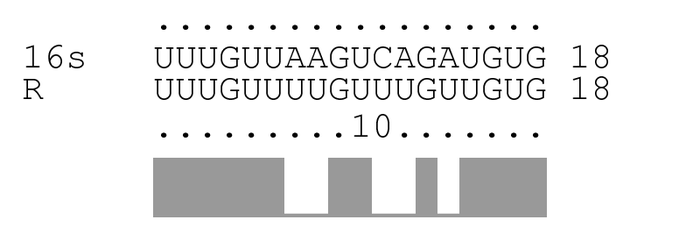 ..................
16s UUUGUUAAGUCAGAUGUG 18
R UUUGUUUUGUUUGUUGUG 18
.........10.......